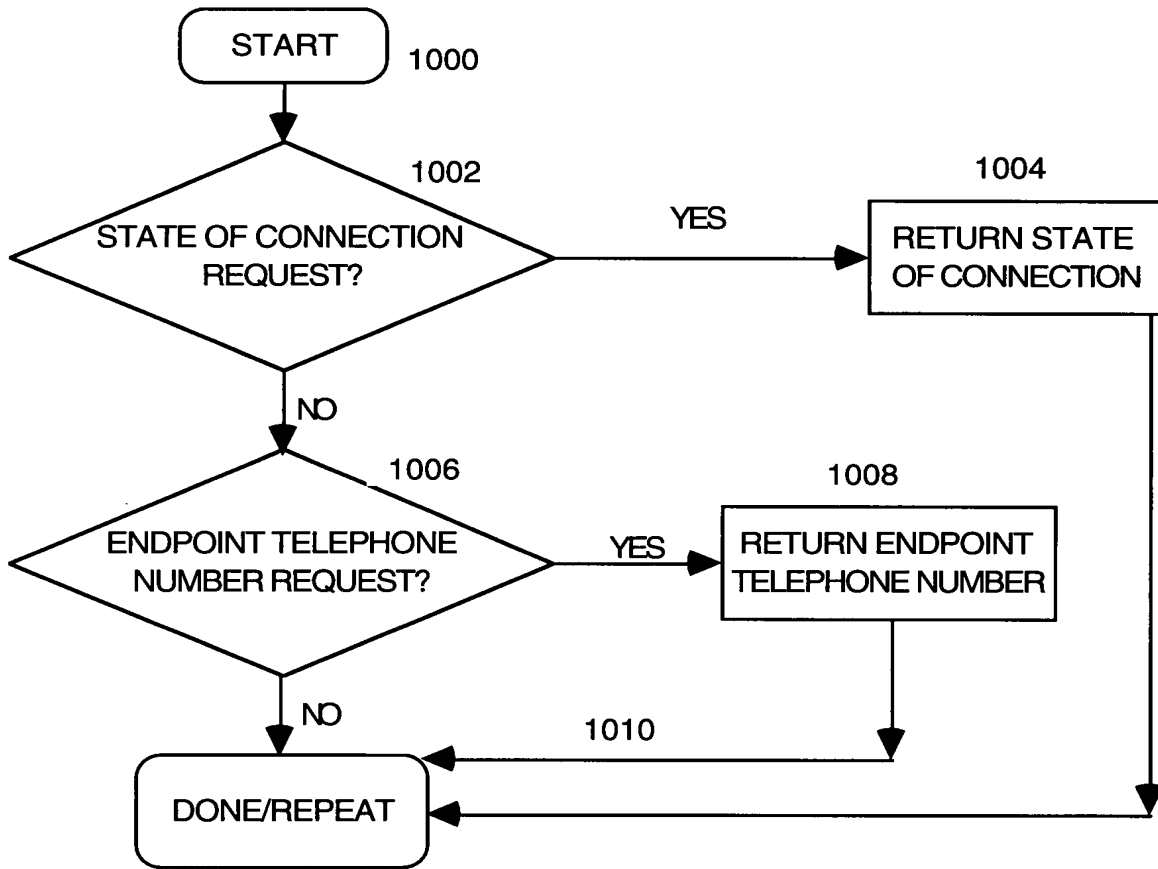 START
1000
1002
STATE OF CONNECTION
REQUEST?
YES
1004
RETURN STATE
OF CONNECTION
NO
1006
ENDPOINT TELEPHONE
NUMBER REQUEST?
YES
1008
RETURN ENDPOINT
TELEPHONE NUMBER
NO
1010
DONE/REPEAT